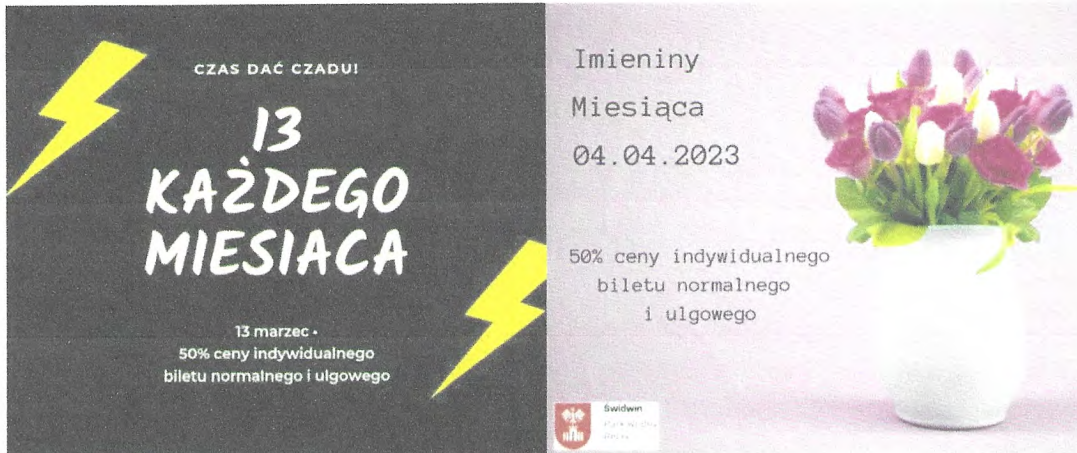 CZAS DAĆ CZADU!
13
KAŻDEGO
MIESIACA
13 marzec •
50% ceny indywidualnego
biletu normalnego i ulgowego
Imieniny
Miesiąca
04.04.2023
50% ceny indywidualnego
biletu normalnego
i ulgowego
Świdwin